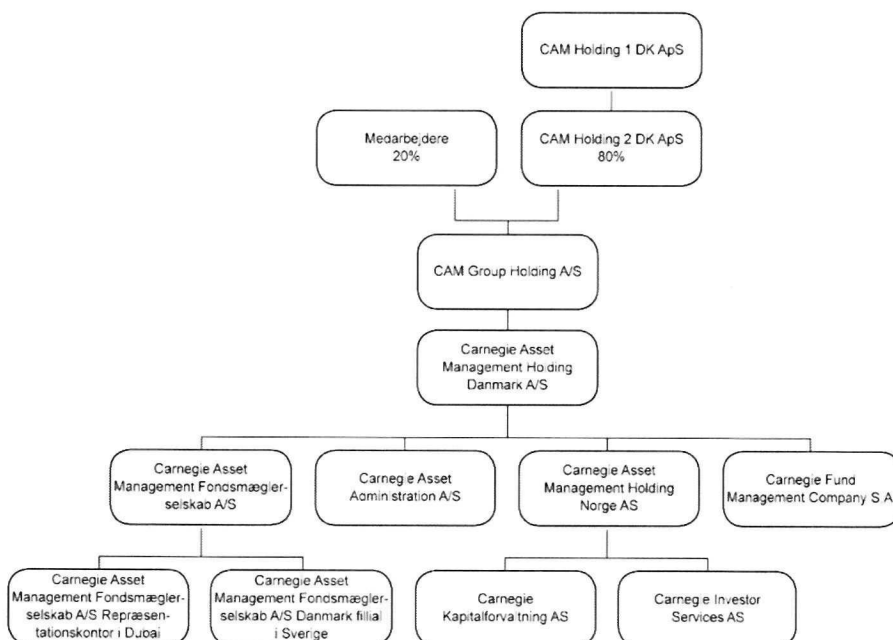 CAM Holding 1 DK ApS
Medarbejdere
20%
CAM Holding 2 DK ApS
80%
CAM Group Holding A/S
Carnegie Asset
Management Holding
Danmark A/S
Carnegie Asset
Management Fondsmægler-
selskab A/S
Carnegie Asset
Administration A/S
Carnegie Asset
Management Holding
Norge AS
Carnegie Fund
Management Company S.A
Carnegie Asset
Management Fondsmægler-
selskab A/S Repræsen-
tationskontor i Dubai
Carnegie Asset
Management Fondsmægler-
selskab A/S Danmark fillial
i Sverige
Carnegie
Kapitalforvaltning AS
Carnegie Investor
Services AS